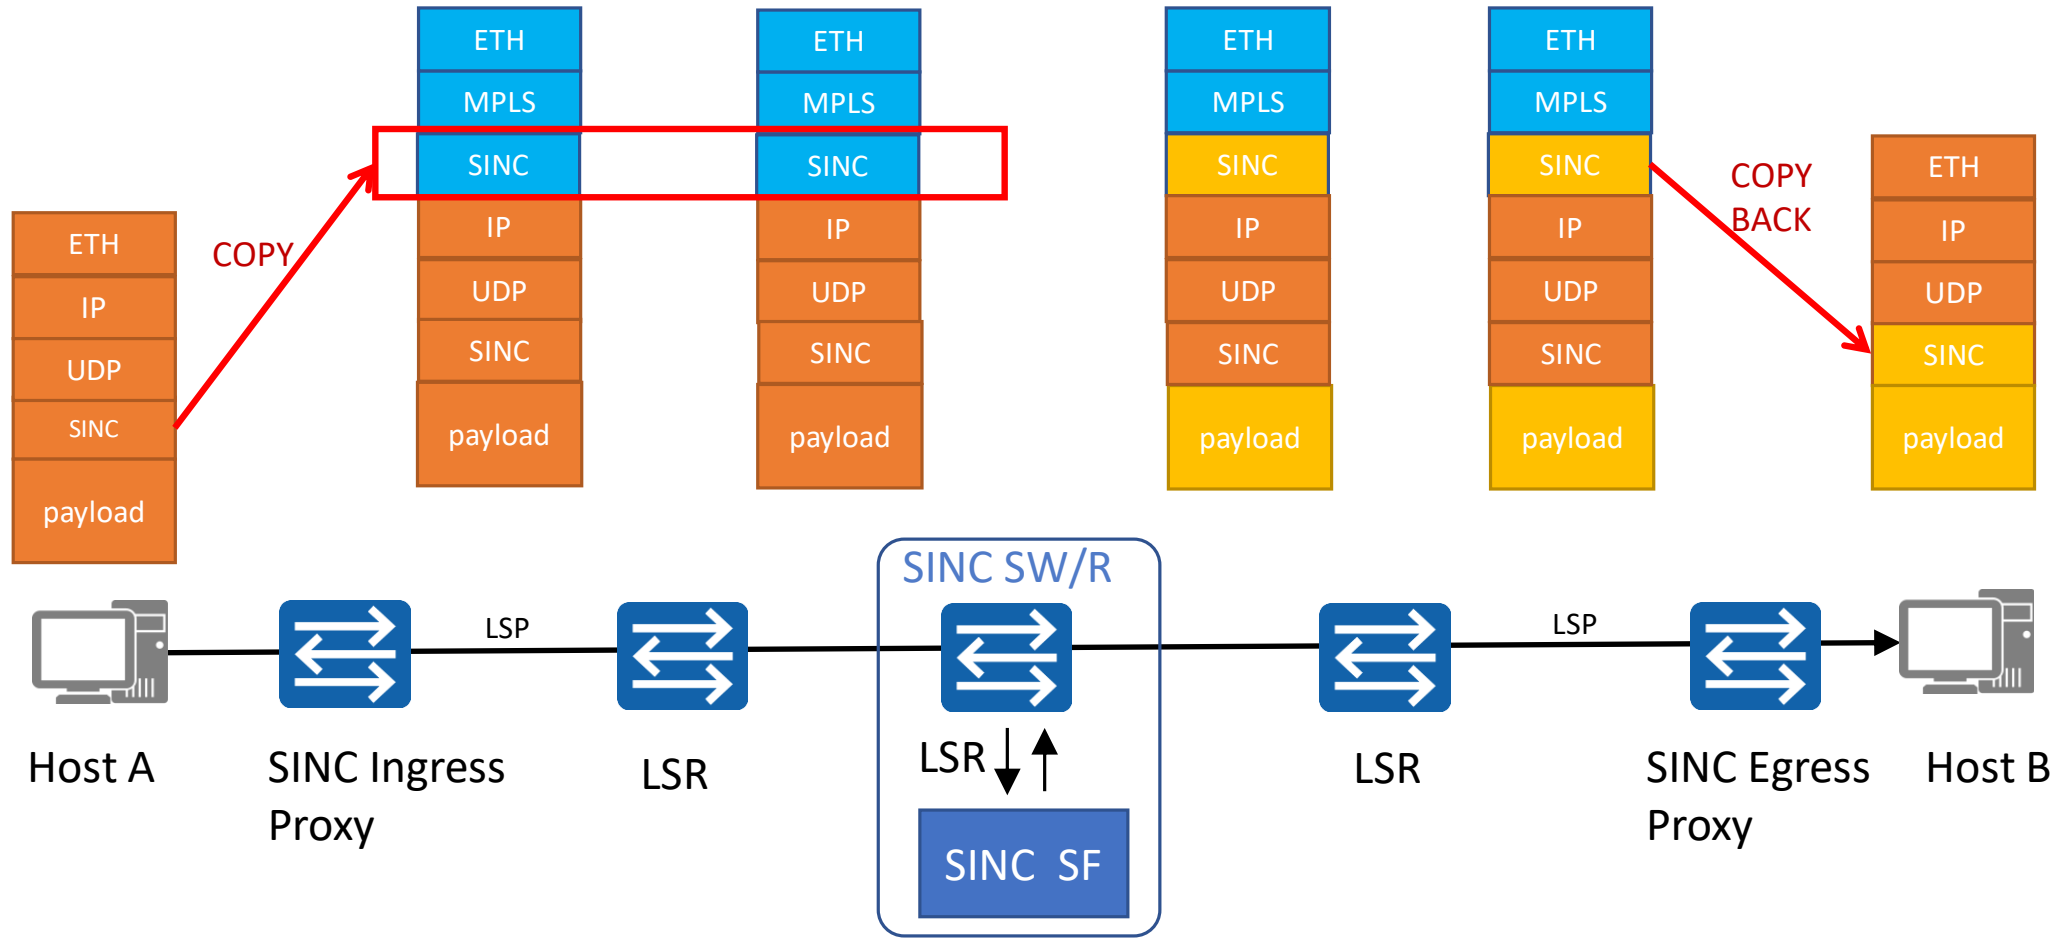 ETH
IP
UDP
SINC
payload
COPY
ETH
MPLS
SINC
IP
UDP
SINC
payload
ETH
MPLS
SINC
IP
UDP
SINC
payload
ETH
MPLS
SINC
IP
UDP
SINC
payload
ETH
MPLS
SINC
IP
UDP
SINC
payload
COPY
BACK
ETH
IP
UDP
SINC
payload
SINC SW/R
LSP
LSP
Host A
SINC Ingress
Proxy
LSR
LSR
LSR
SINC Egress
Proxy
Host B
SINC SF